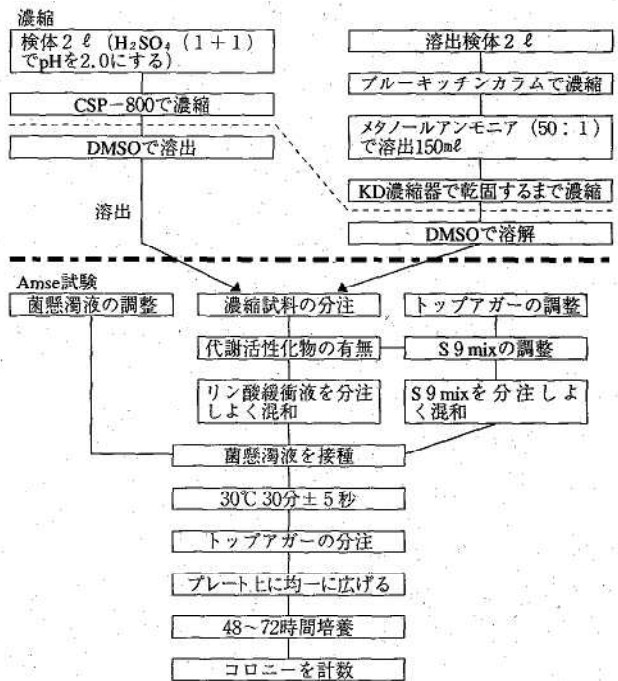 濃縮
検体2ℓ（H₂SO₄（1＋1）
でpHを2.0にする）
CSP−800で濃縮
DMSOで溶出
溶出
溶出検体2ℓ
ブルーキッチンカラムで濃縮
メタノールアンモニア（50：1）
で溶出150mℓ
KD濃縮器で乾固するまで濃縮
DMSOで溶解
Amse試験
菌懸濁液の調整
濃縮試料の分注
トップアガーの調整
代謝活性化物の有無
S9mixの調整
リン酸緩衝液を分注
しよく混和
S9mixを分注しよ
く混和
菌懸濁液を接種
30℃30分±5秒
トップアガーの分注
プレート上に均一に広げる
48〜72時間培養
コロニーを計数